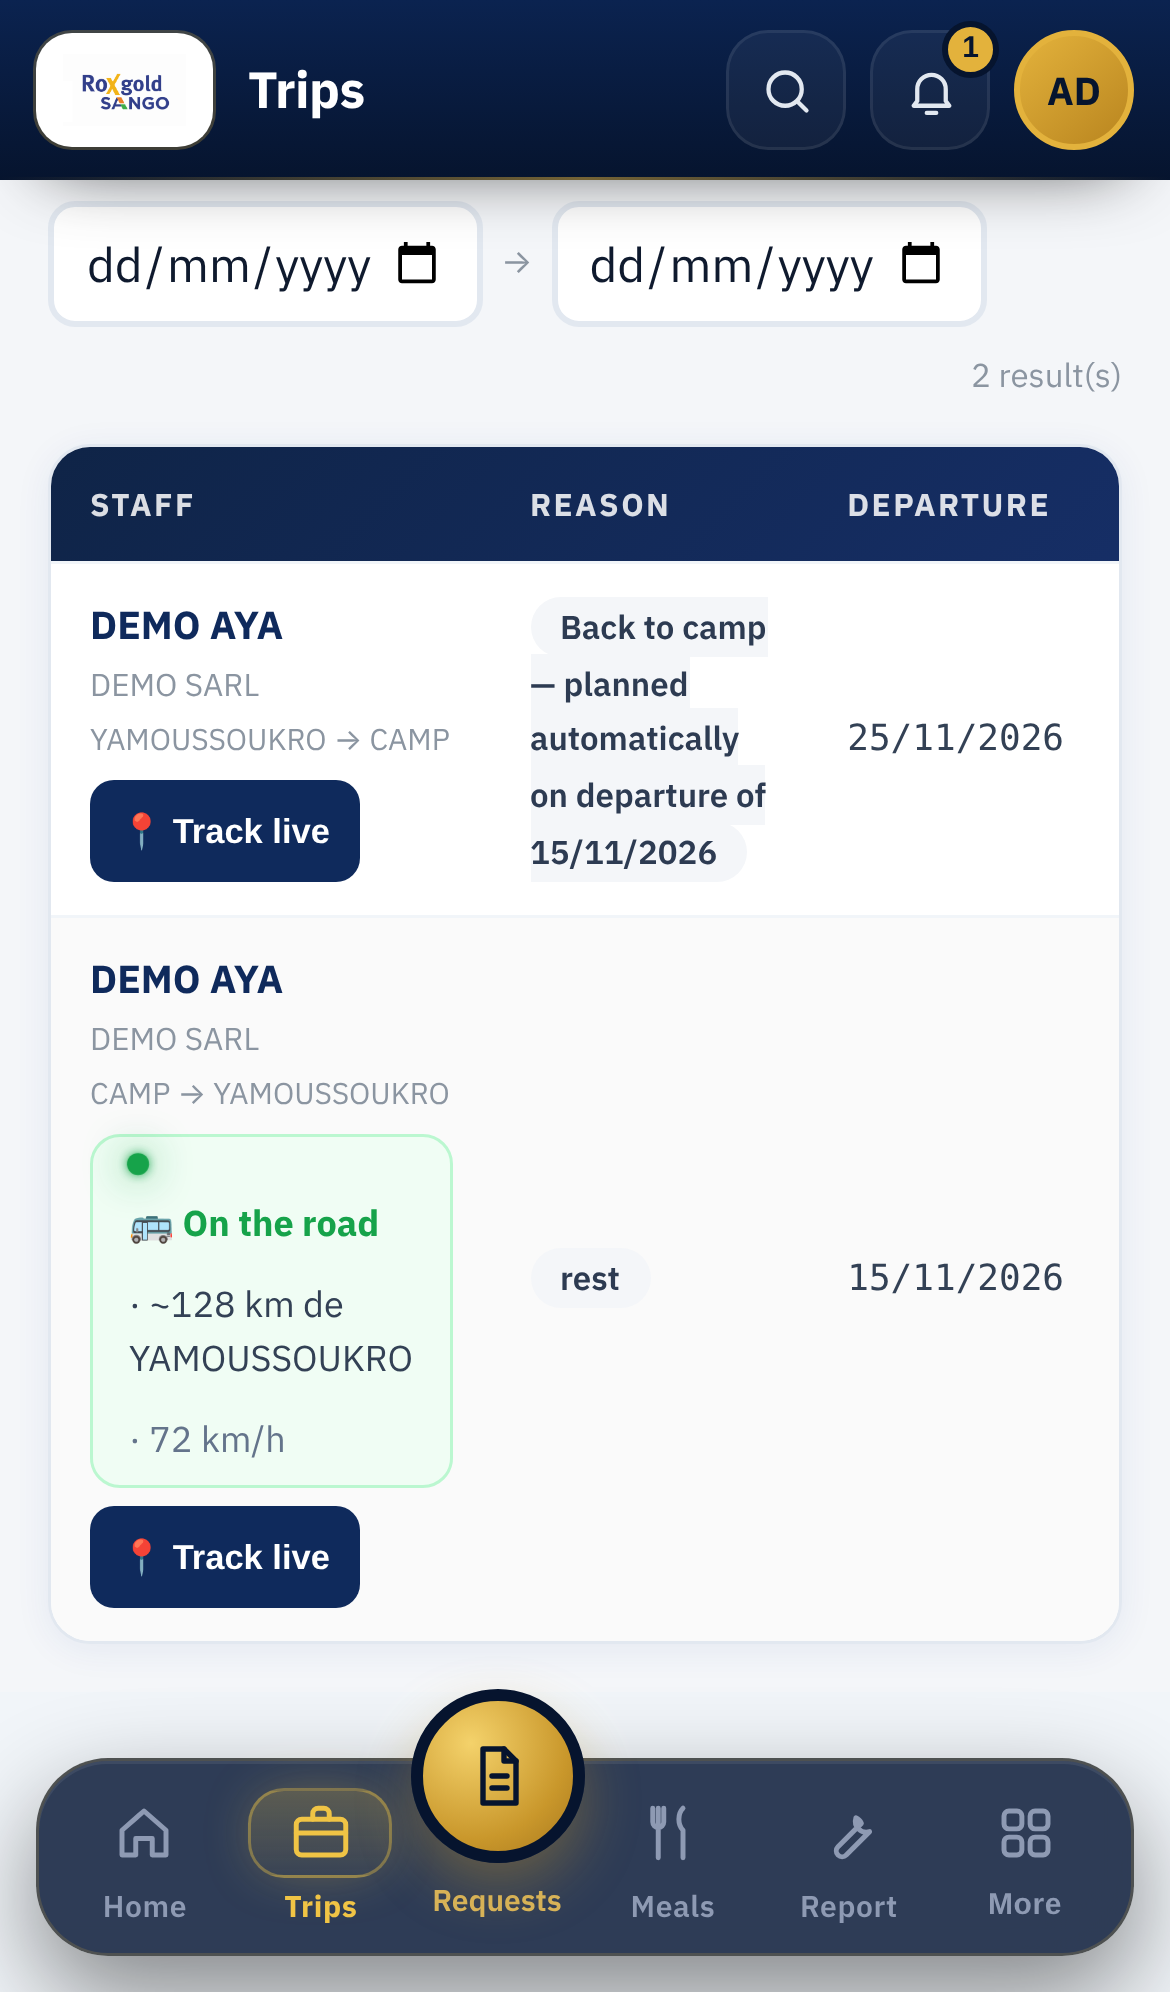 Roxgold
SANGO
Trips
1
AD
dd/mm/yyyy → dd/mm/yyyy
2 result(s)
STAFF REASON DEPARTURE
DEMO AYA
DEMO SARL
YAMOUSSOUKRO → CAMP
Track live
Back to camp
— planned
automatically
on departure of
15/11/2026
25/11/2026
DEMO AYA
DEMO SARL
CAMP → YAMOUSSOUKRO
On the road
· ~128 km de
YAMOUSSOUKRO
· 72 km/h
Track live
rest
15/11/2026
Home
Trips
Requests
Meals
Report
More